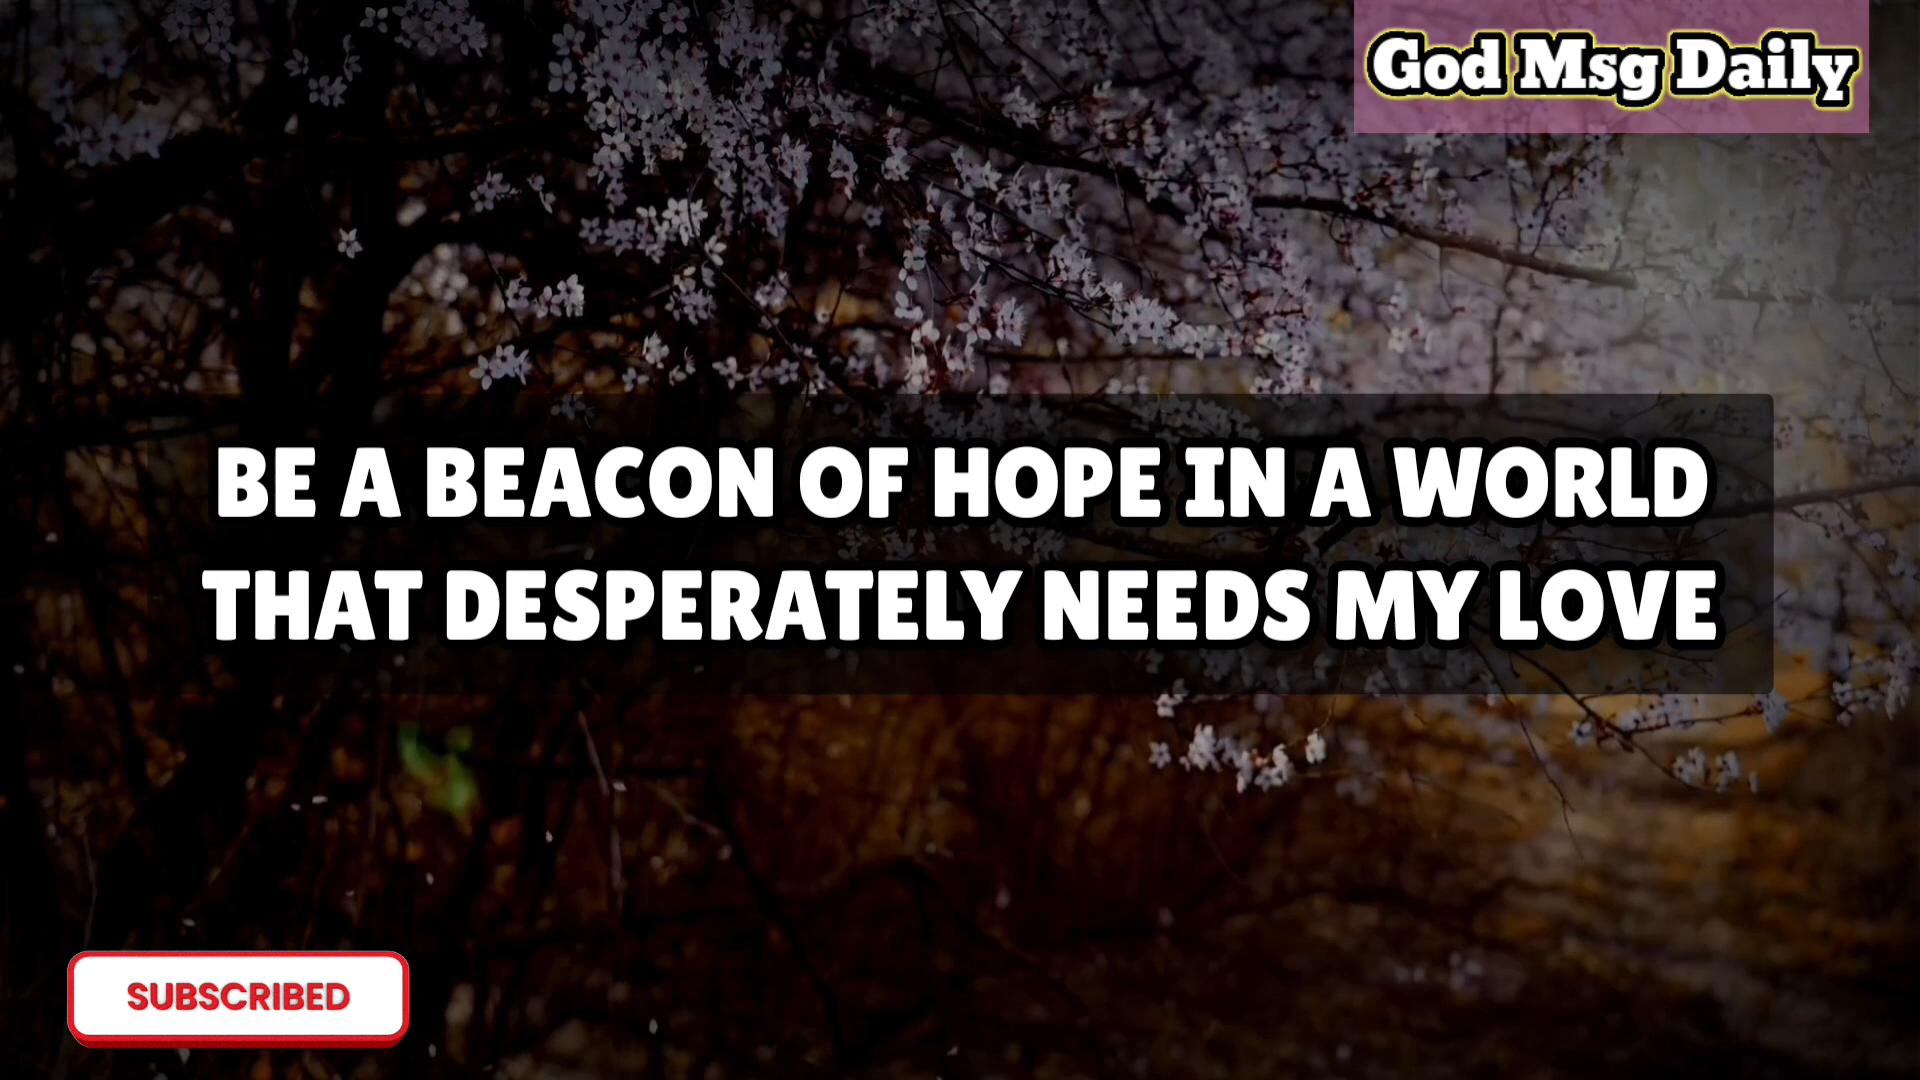 God Msg Daily
BE A BEACON OF HOPE IN A WORLD
THAT DESPERATELY NEEDS MY LOVE
SUBSCRIBED